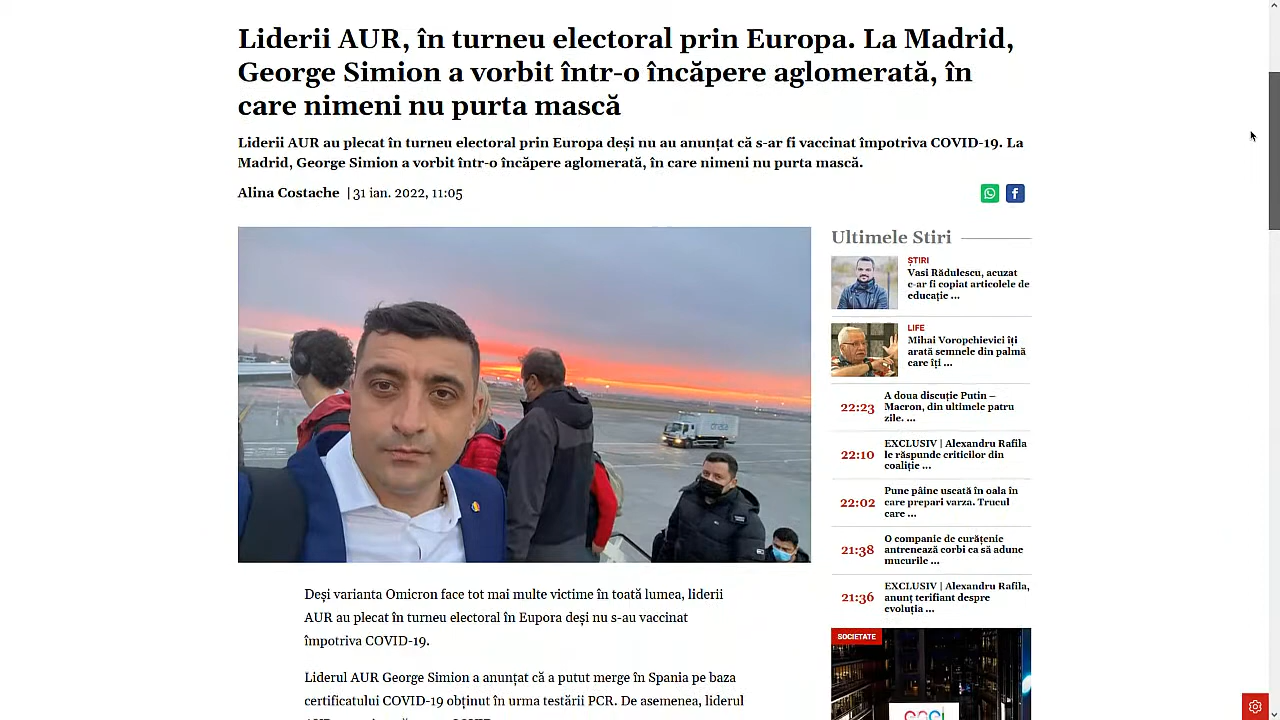 Liderii AUR, în turneu electoral prin Europa. La Madrid,
George Simion a vorbit într-o încăpere aglomerată, în
care nimeni nu purta mască
Liderii AUR au plecat în turneu electoral prin Europa deși nu au anunțat că s-ar fi vaccinat împotriva COVID-19. La
Madrid, George Simion a vorbit într-o încăpere aglomerată, în care nimeni nu purta mască.
Alina Costache | 31 ian. 2022, 11:05
Ultimele Stiri
ȘTIRI
Vasi Rădulescu, acuzat
c-ar fi copiat articolele de
educație ...
LIFE
Mihai Voropchievici îți
arată semnele din palmă
care îți ...
22:23
A doua discuție Putin –
Macron, din ultimele patru
zile. ...
22:10
EXCLUSIV | Alexandru Rafila
le răspunde criticilor din
coaliție ...
22:02
Pune pâine uscată în oala în
care prepari varza. Trucul
care ...
21:38
O companie de curățenie
antrenează corbi ca să adune
mucurile ...
21:36
EXCLUSIV | Alexandru Rafila,
anunț terifiant despre
evoluția ...
SOCIETATE
Deși varianta Omicron face tot mai multe victime în toată lumea, liderii
AUR au plecat în turneu electoral în Eupora deși nu s-au vaccinat
împotriva COVID-19.
Liderul AUR George Simion a anunțat că a putut merge în Spania pe baza
certificatului COVID-19 obținut în urma testării PCR. De asemenea, liderul